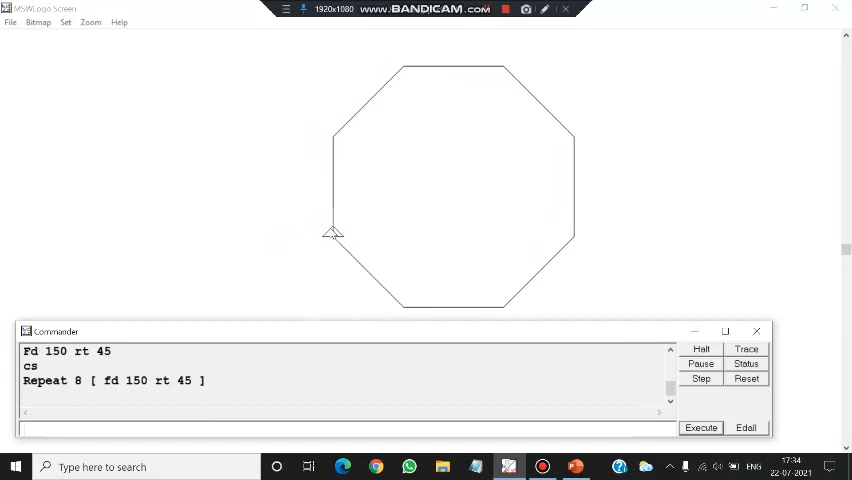 MSWLogo Screen
1920x1080
www.BANDICAM.com
File Bitmap Set Zoom Help
Commander
Fd 150 rt 45
cs
Repeat 8 [ fd 150 rt 45 ]
Halt Trace
Pause Status
Step Reset
Execute Edall
Type here to search
ENG
17:34
22-07-2021